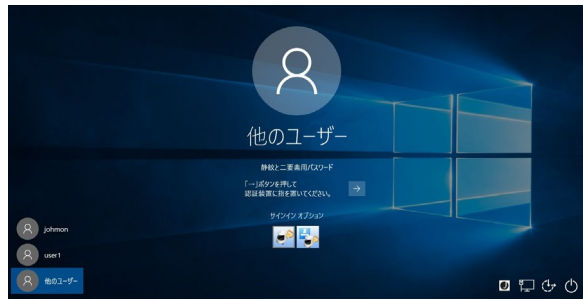 他のユーザー
静紋と二要素用パスワード
「→」ボタンを押して
認証装置に指を置いてください。
サインイン オプション
johmon
user1
他のユーザー